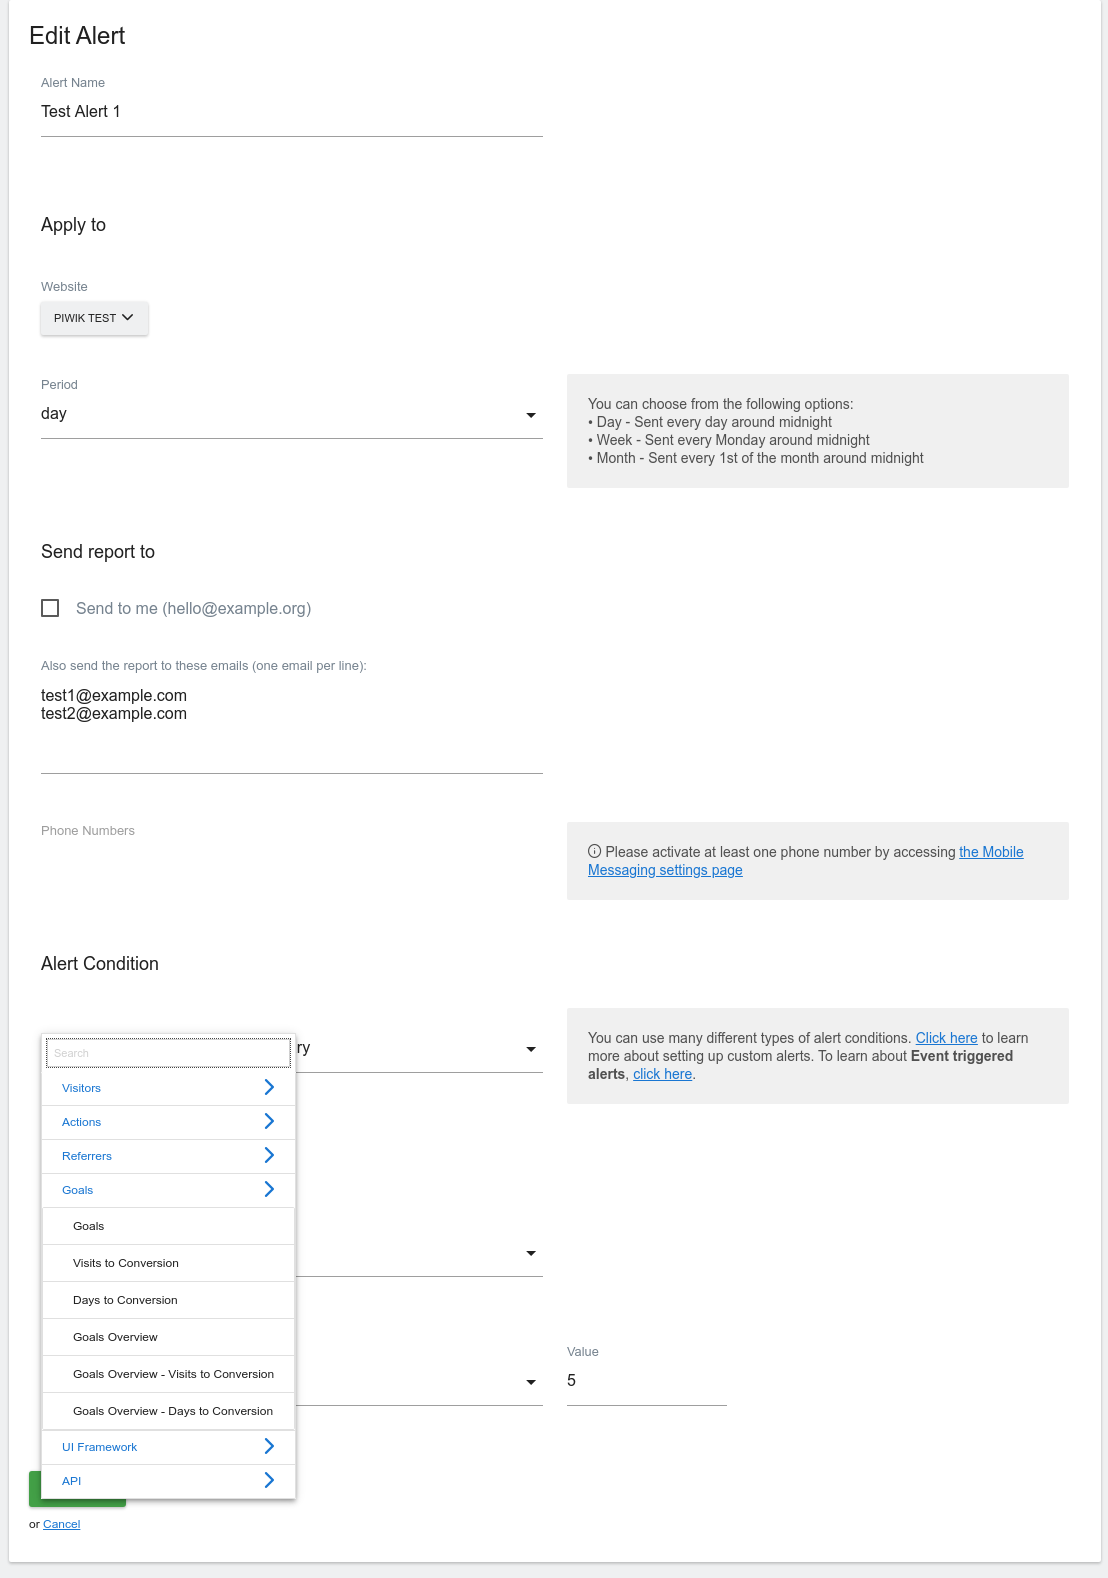 Edit Alert
Alert Name
Test Alert 1
Apply to
Website
PIWIK TEST
Period
day
You can choose from the following options:
• Day - Sent every day around midnight
• Week - Sent every Monday around midnight
• Month - Sent every 1st of the month around midnight
Send report to
Send to me (hello@example.org)
Also send the report to these emails (one email per line):
test1@example.com
test2@example.com
Phone Numbers
Please activate at least one phone number by accessing the Mobile
Messaging settings page
Alert Condition
You can use many different types of alert conditions. Click here to learn
more about setting up custom alerts. To learn about Event triggered
alerts, click here.
Search
Visitors
Actions
Referrers
Goals
Goals
Visits to Conversion
Days to Conversion
Goals Overview
Goals Overview - Visits to Conversion
Goals Overview - Days to Conversion
UI Framework
API
Value
5
or Cancel